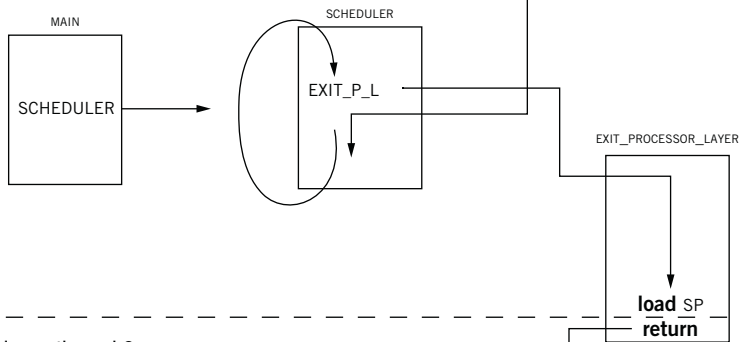 MAIN
SCHEDULER
SCHEDULER
EXIT_P_L
EXIT_PROCESSOR_LAYER
load SP
return